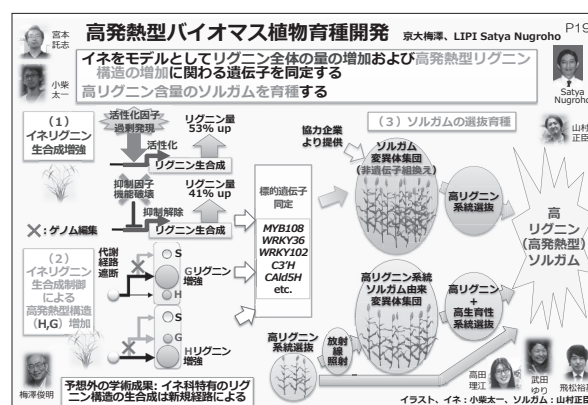 高発熱型バイオマス植物育種開発 京大梅澤、LIPI Satya Nugroho
P19
宮本
託志
小柴
太一
イネをモデルとしてリグニン全体の量の増加および高発熱型リグニン
構造の増加に関わる遺伝子を同定する
高リグニン含量のソルガムを育種する
Satya
Nugroho
山村
正臣
(1)
イネリグニン
生合成増強
活性化因子
過剰発現
活性化
リグニン生合成
リグニン量
53% up
抑制因子
機能破壊
抑制解除
リグニン生合成
リグニン量
41% up
:ゲノム編集
(2)
イネリグニン
生合成制御
による
高発熱型構造
(H,G)増加
代謝
経路
遮断
S
Gリグニン
増強
H
S
G
Hリグニン
増強
標的遺伝子
同定
MYB108
WRKY36
WRKY102
C3'H
CAld5H
etc.
(3)ソルガムの選抜育種
協力企業
より提供
ソルガム
変異体集団
(非遺伝子組換え)
高リグニン
系統選抜
高リグニン系統
ソルガム由来
変異体集団
高リグニン
+
高生育性
系統選抜
高リグニン
系統選抜
放射
線
照射
高
リグニン
(高発熱型)
ソルガム
梅澤俊明
予想外の学術成果: イネ科特有のリグ
ニン構造の生合成は新規経路による
高田
理江
武田
ゆり
飛松裕基
イラスト、イネ:小柴太一、ソルガム:山村正臣